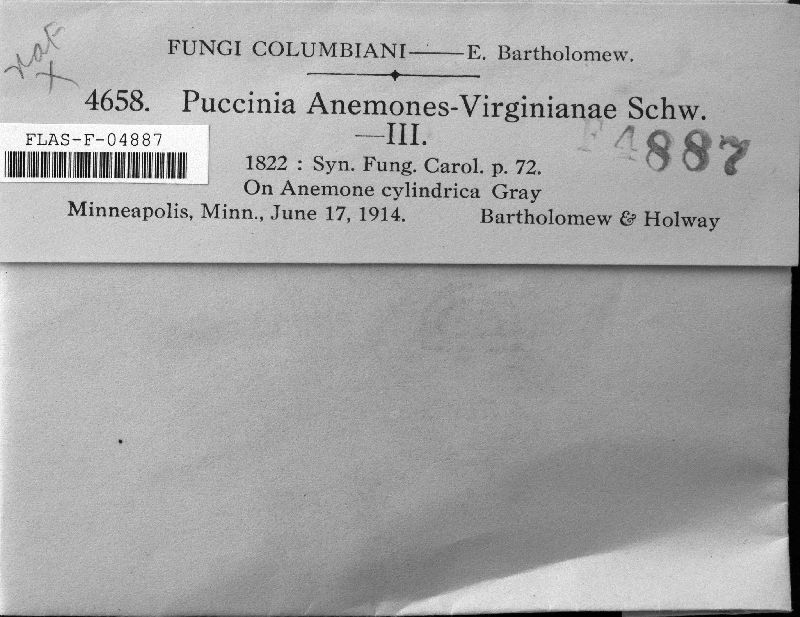 FUNGI COLUMBIANI——E. Bartholomew.
4658. Puccinia Anemones-Virginianae Schw.
—III.
FLAS-F-04887
F4887
1822 : Syn. Fung. Carol. p. 72.
On Anemone cylindrica Gray
Minneapolis, Minn., June 17, 1914. Bartholomew & Holway